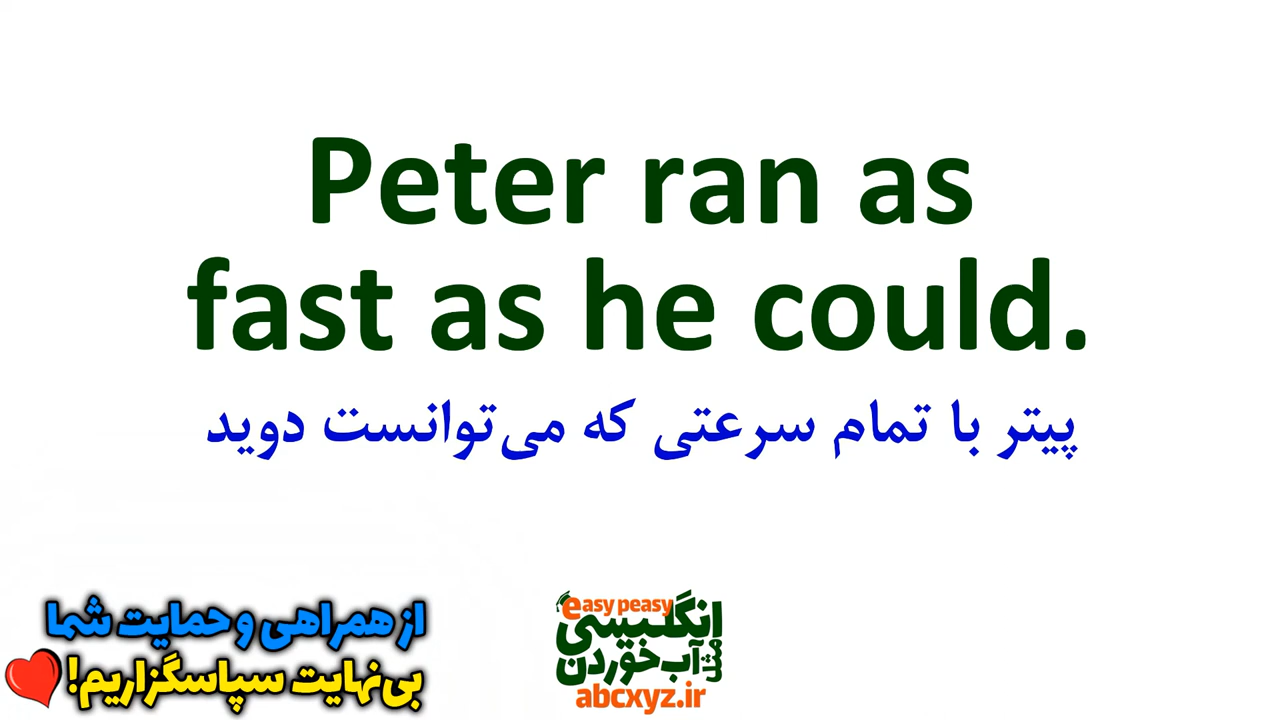 Peter ran as
fast as he could.
پیتر با تمام سرعتی که می‌توانست دوید
از همراهی و حمایت شما
بی‌نهایت سپاسگزاریم!
easy peasy
انگلیسی
مثل آب خوردن
abcxyz.ir